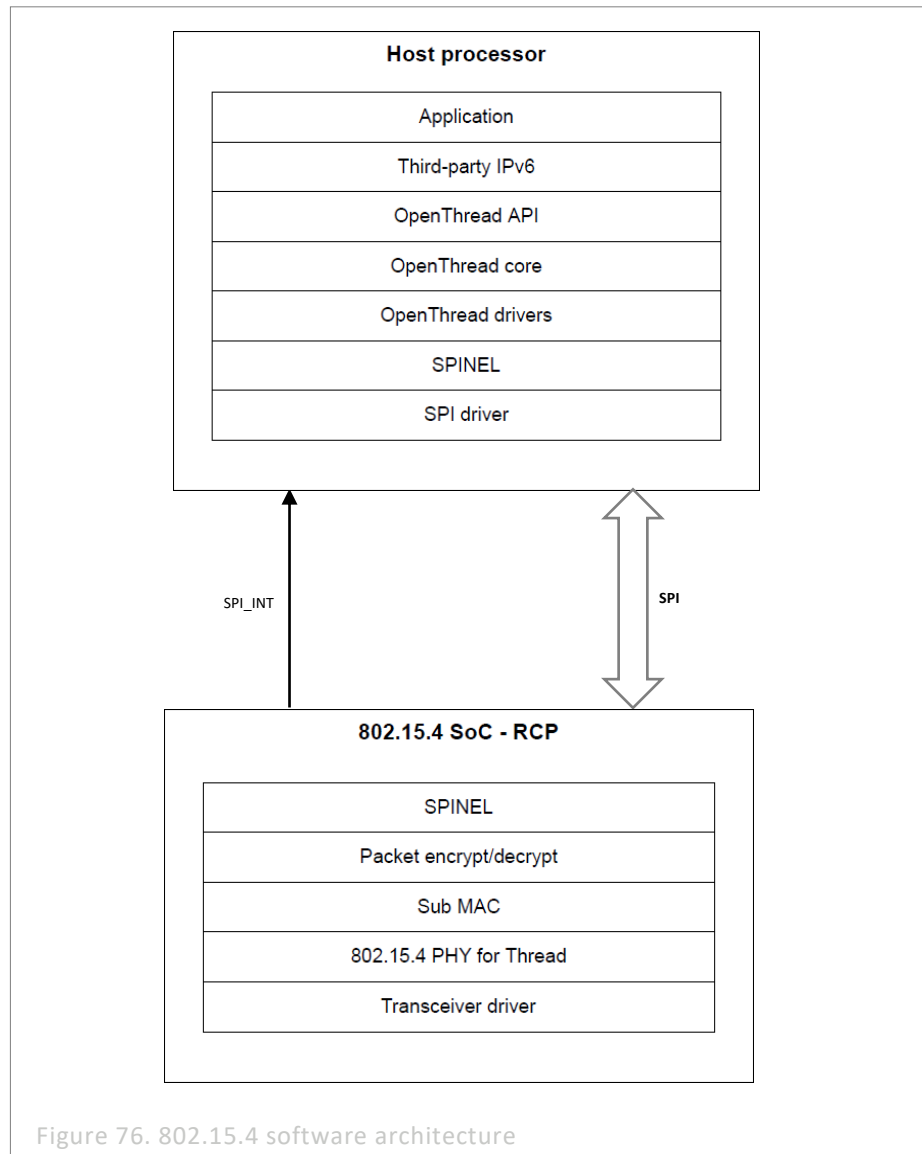 Host processor
Application
Third-party IPv6
OpenThread API
OpenThread core
OpenThread drivers
SPINEL
SPI driver
SPI_INT
SPI
802.15.4 SoC - RCP
SPINEL
Packet encrypt/decrypt
Sub MAC
802.15.4 PHY for Thread
Transceiver driver
Figure 76. 802.15.4 software architecture